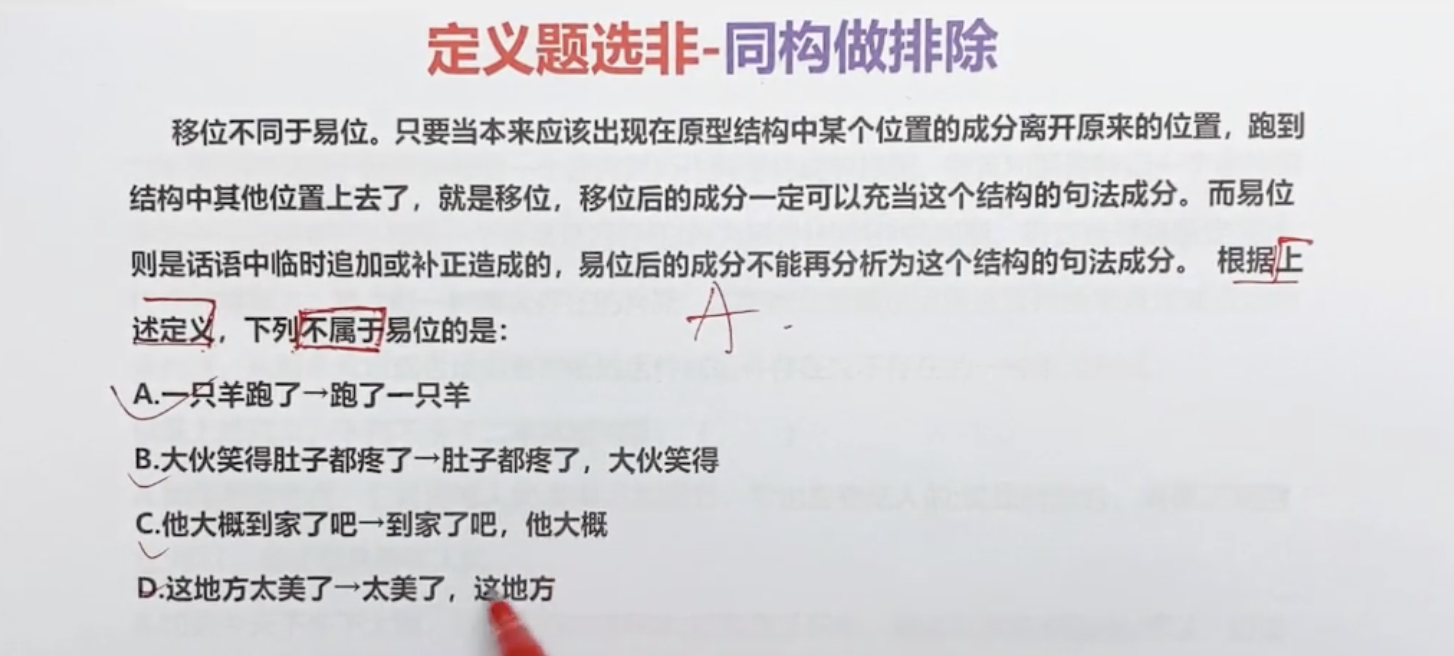 定义题选非-同构做排除
移位不同于易位。只要当本来应该出现在原型结构中某个位置的成分离开原来的位置，跑到
结构中其他位置上去了，就是移位，移位后的成分一定可以充当这个结构的句法成分。而易位
则是话语中临时追加或补正造成的，易位后的成分不能再分析为这个结构的句法成分。 根据上
述定义，下列不属于易位的是：
A
A.一只羊跑了→跑了一只羊
B.大伙笑得肚子都疼了→肚子都疼了，大伙笑得
C.他大概到家了吧→到家了吧，他大概
D.这地方太美了→太美了，这地方